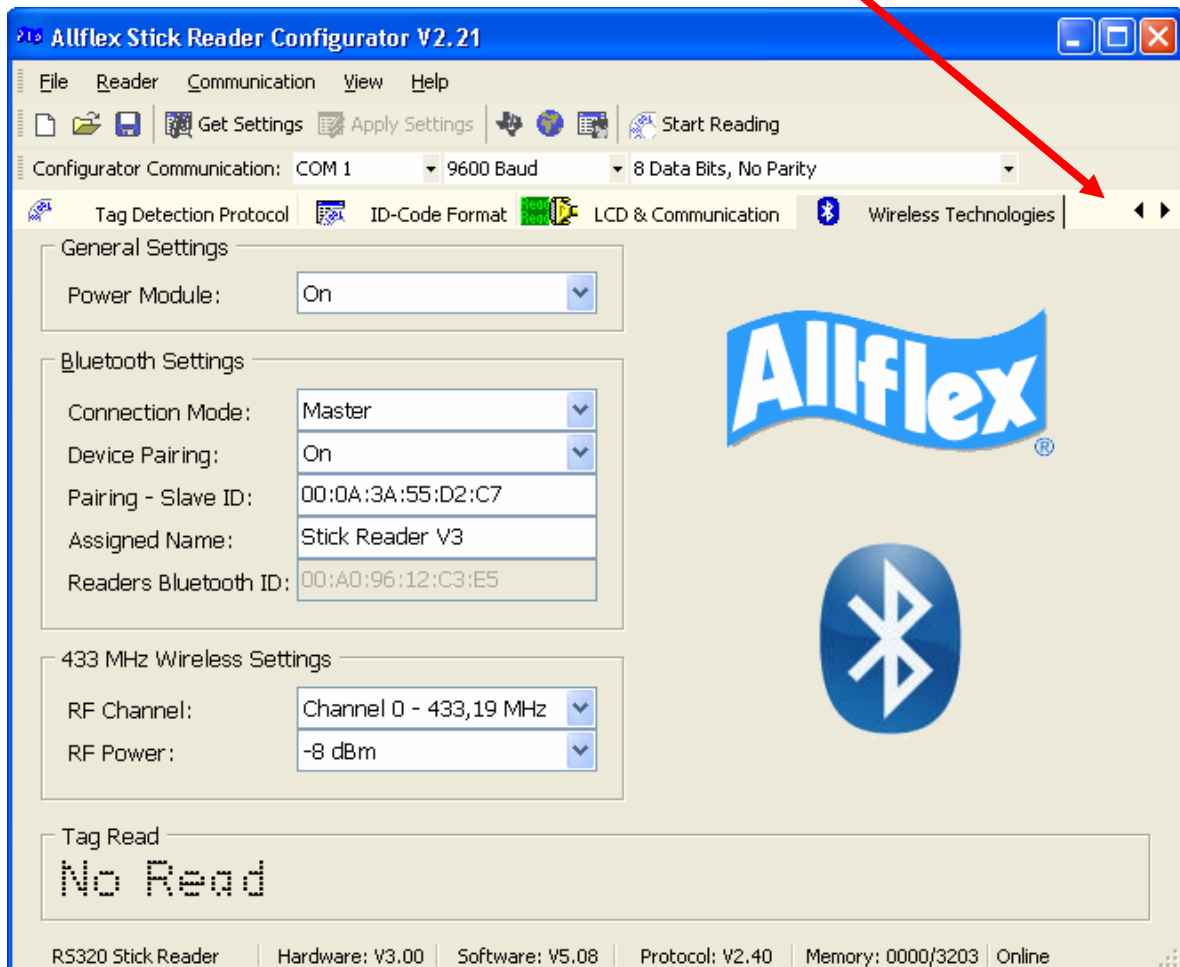 Allflex Stick Reader Configurator V2.21
File Reader Communication View Help
Get Settings Apply Settings Start Reading
Configurator Communication: COM 1 9600 Baud 8 Data Bits, No Parity
Tag Detection Protocol ID-Code Format LCD & Communication Wireless Technologies
General Settings
Power Module: On
Bluetooth Settings
Connection Mode: Master
Device Pairing: On
Pairing - Slave ID: 00:0A:3A:55:D2:C7
Assigned Name: Stick Reader V3
Readers Bluetooth ID: 00:A0:96:12:C3:E5
Allflex ®
433 MHz Wireless Settings
RF Channel: Channel 0 - 433,19 MHz
RF Power: -8 dBm
Tag Read
No Read
RS320 Stick Reader Hardware: V3.00 Software: V5.08 Protocol: V2.40 Memory: 0000/3203 Online